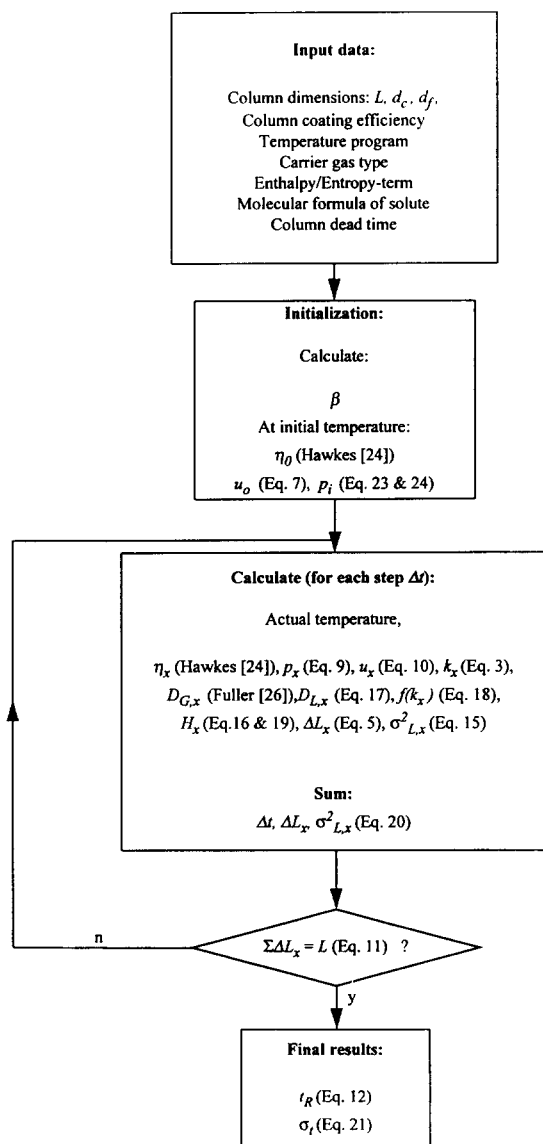 Input data:
Column dimensions: L, d_c, d_f,
Column coating efficiency
Temperature program
Carrier gas type
Enthalpy/Entropy-term
Molecular formula of solute
Column dead time
Initialization:
Calculate:
β
At initial temperature:
η_0 (Hawkes [24])
u_o (Eq. 7), p_i (Eq. 23 & 24)
Calculate (for each step Δt):
Actual temperature,
η_x (Hawkes [24]), p_x (Eq. 9), u_x (Eq. 10), k_x (Eq. 3),
D_G,x (Fuller [26]),D_L,x (Eq. 17), f(k_x) (Eq. 18),
H_x (Eq.16 & 19), ΔL_x (Eq. 5), σ²_L,x (Eq. 15)
Sum:
Δt, ΔL_x, σ²_L,x (Eq. 20)
n
ΣΔL_x = L (Eq. 11) ?
y
Final results:
t_R (Eq. 12)
σ_t (Eq. 21)